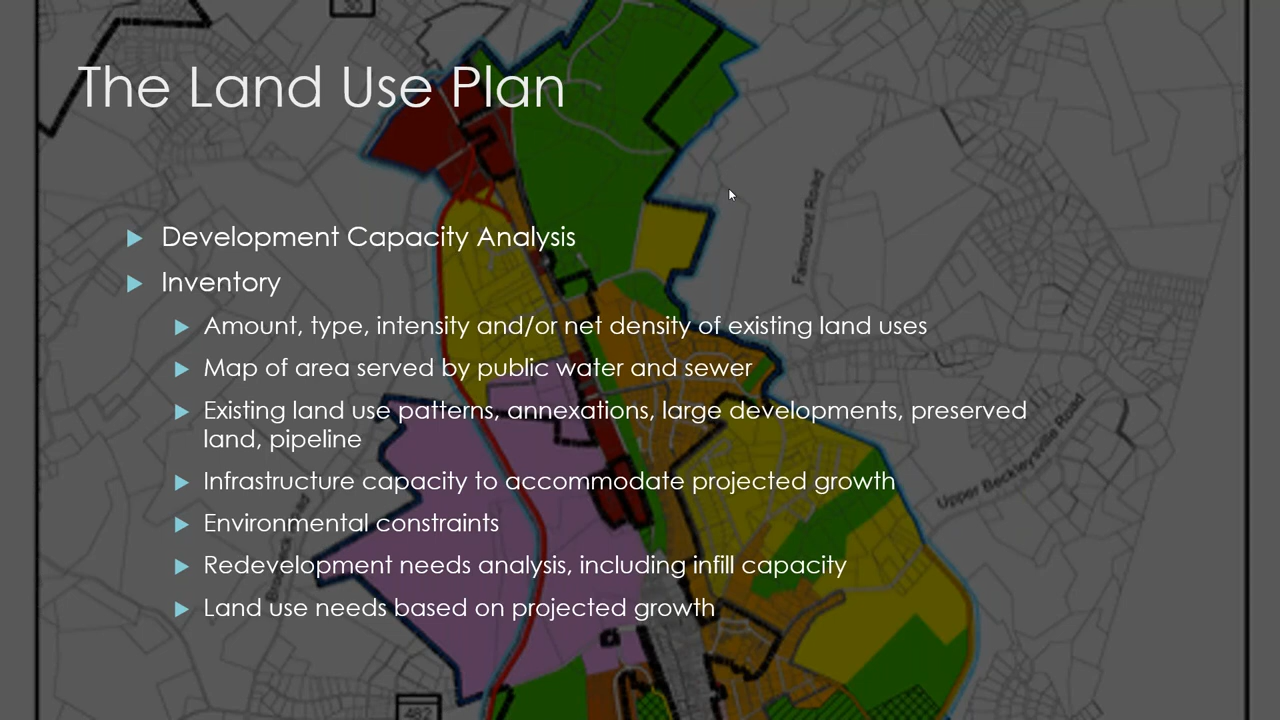 30
The Land Use Plan
Fairmount Road
Development Capacity Analysis
Inventory
Amount, type, intensity and/or net density of existing land uses
Map of area served by public water and sewer
Existing land use patterns, annexations, large developments, preserved
land, pipeline
Upper Beckleysville Road
Infrastructure capacity to accommodate projected growth
Environmental constraints
Redevelopment needs analysis, including infill capacity
Land use needs based on projected growth
482